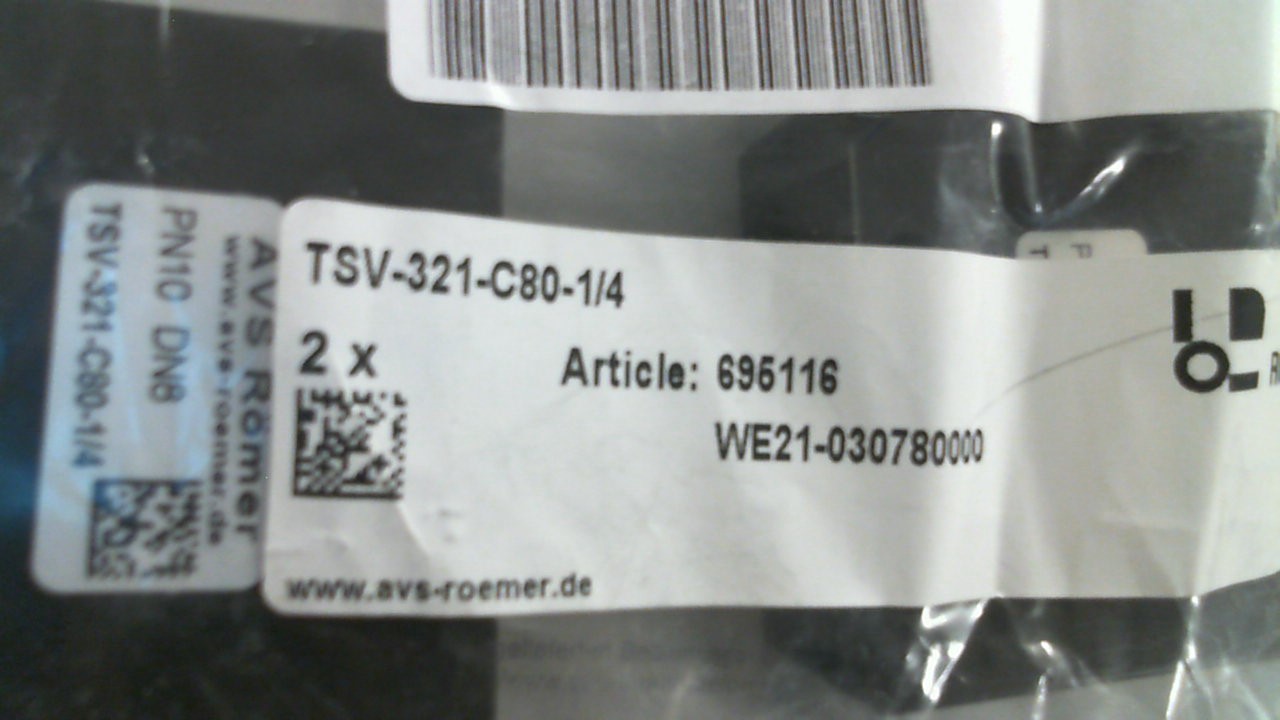 TSV-321-C80-1/4
2 x
Article: 695116
WE21-030780000
www.avs-roemer.de
AVS Römer
www.avs-roemer.de
PN10 DN8
TSV-321-C80-1/4